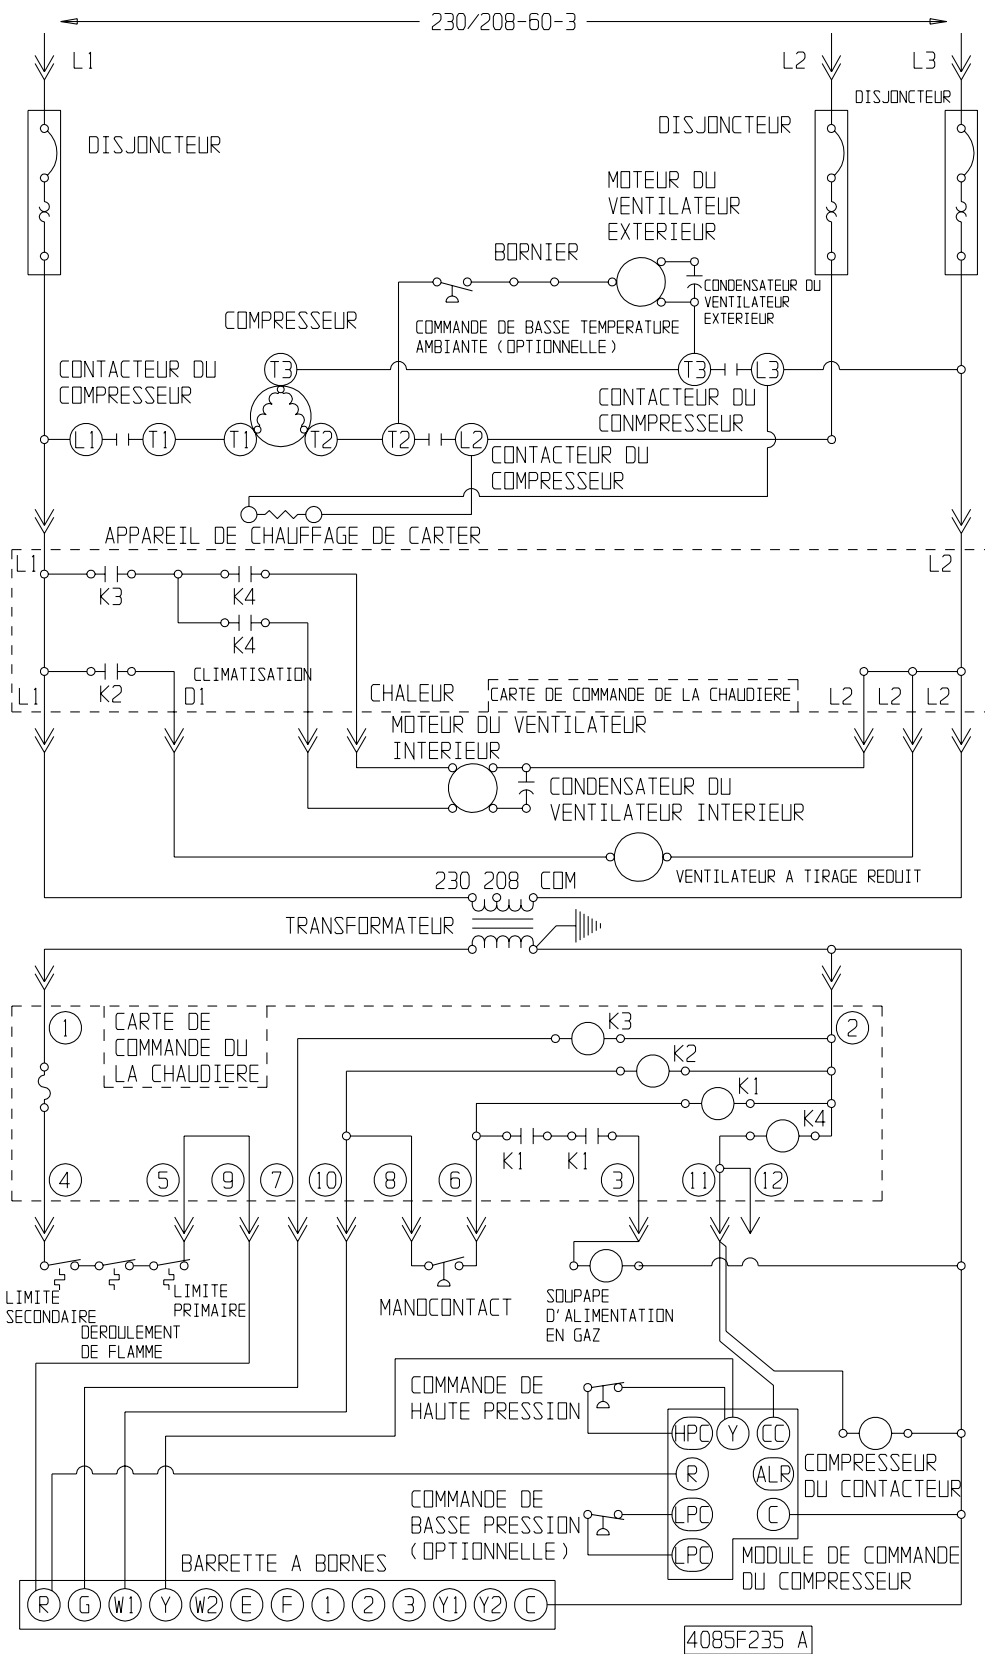 230/208-60-3
L1
L2
L3
DISJONCTEUR
DISJONCTEUR
DISJONCTEUR
MOTEUR DU
VENTILATEUR
EXTERIEUR
BORNIER
CONDENSATEUR DU
VENTILATEUR
EXTERIEUR
COMPRESSEUR
COMMANDE DE BASSE TEMPERATURE
AMBIANTE (OPTIONNELLE)
CONTACTEUR DU
COMPRESSEUR
T3
T3
L3
CONTACTEUR DU
CONMPRESSEUR
L1
T1
T1
T2
T2
L2
CONTACTEUR DU
COMPRESSEUR
APPAREIL DE CHAUFFAGE DE CARTER
L1
L2
K3
K4
K4
CLIMATISATION
L1
K2
D1
CHALEUR
CARTE DE COMMANDE DE LA CHAUDIERE
L2
L2
L2
MOTEUR DU VENTILATEUR
INTERIEUR
CONDENSATEUR DU
VENTILATEUR INTERIEUR
VENTILATEUR A TIRAGE REDUIT
230 208 COM
TRANSFORMATEUR
1
CARTE DE
COMMANDE DU
LA CHAUDIERE
K3
2
K2
K1
K4
K1
K1
4
5
9
7
10
8
6
3
11
12
LIMITE
SECONDAIRE
LIMITE
PRIMAIRE
DEROULEMENT
DE FLAMME
MANOCONTACT
SOUPAPE
D'ALIMENTATION
EN GAZ
COMMANDE DE
HAUTE PRESSION
HPC
Y
CC
R
ALR
LPC
C
LPC
COMPRESSEUR
DU CONTACTEUR
COMMANDE DE
BASSE PRESSION
(OPTIONNELLE)
MODULE DE COMMANDE
DU COMPRESSEUR
BARRETTE A BORNES
R G W1 Y W2 E F 1 2 3 Y1 Y2 C
4085F235 A